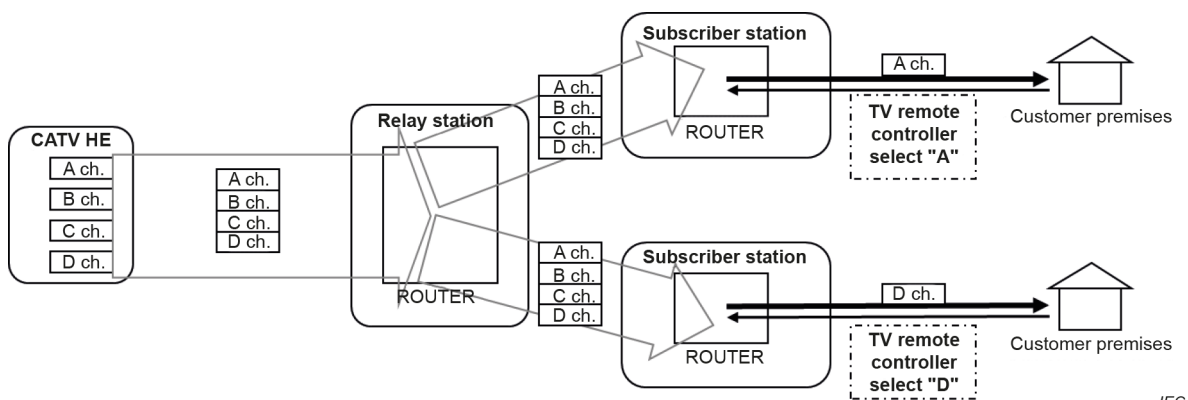 CATV HE
A ch.
B ch.
C ch.
D ch.
A ch.
B ch.
C ch.
D ch.
Relay station
ROUTER
A ch.
B ch.
C ch.
D ch.
Subscriber station
ROUTER
A ch.
TV remote
controller
select "A"
Customer premises
A ch.
B ch.
C ch.
D ch.
Subscriber station
ROUTER
D ch.
TV remote
controller
select "D"
Customer premises